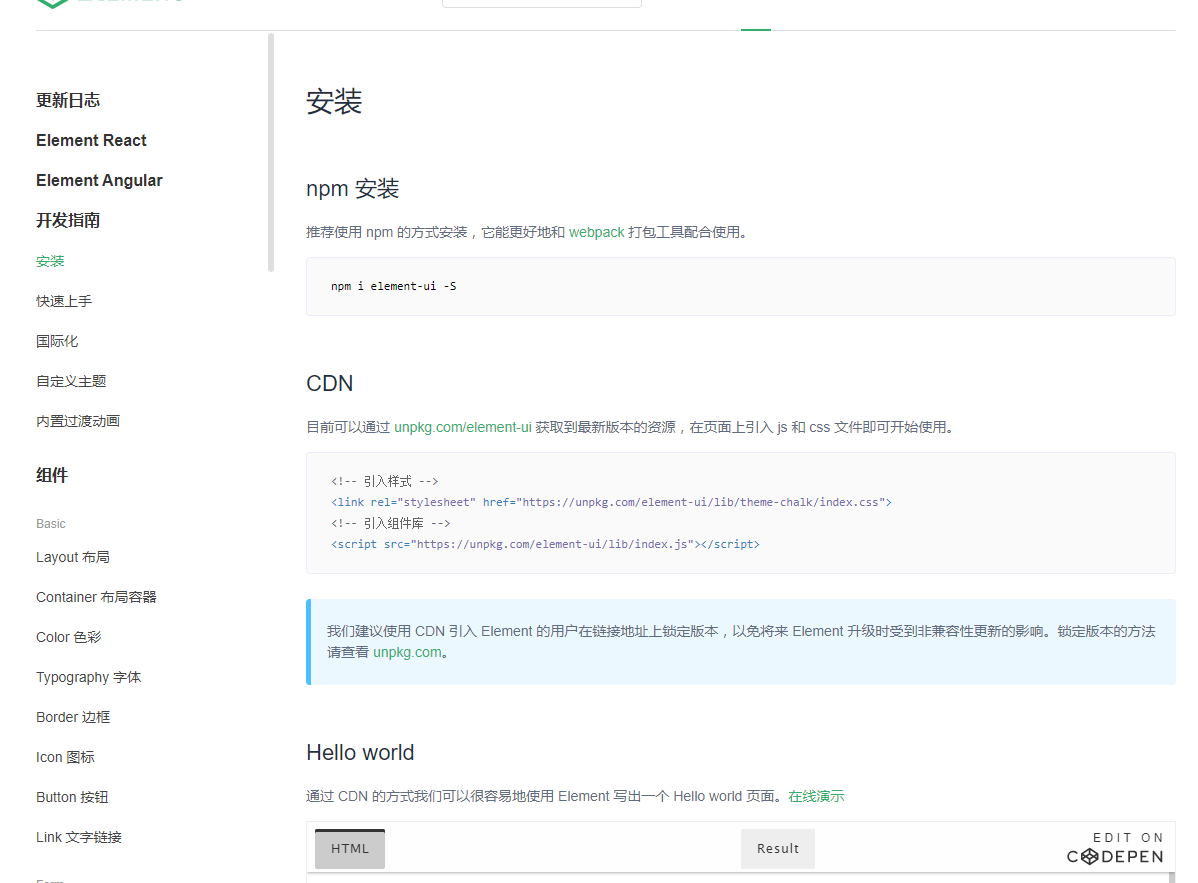 更新日志
Element React
Element Angular
开发指南
安装
快速上手
国际化
自定义主题
内置过渡动画
组件
Basic
Layout 布局
Container 布局容器
Color 色彩
Typography 字体
Border 边框
Icon 图标
Button 按钮
Link 文字链接
安装
npm 安装
推荐使用 npm 的方式安装，它能更好地和 webpack 打包工具配合使用。
npm i element-ui -S
CDN
目前可以通过 unpkg.com/element-ui 获取到最新版本的资源，在页面上引入 js 和 css 文件即可开始使用。
<!-- 引入样式 -->
<link rel="stylesheet" href="https://unpkg.com/element-ui/lib/theme-chalk/index.css">
<!-- 引入组件库 -->
<script src="https://unpkg.com/element-ui/lib/index.js"></script>
我们建议使用 CDN 引入 Element 的用户在链接地址上锁定版本，以免将来 Element 升级时受到非兼容性更新的影响。锁定版本的方法
请查看 unpkg.com。
Hello world
通过 CDN 的方式我们可以很容易地使用 Element 写出一个 Hello world 页面。在线演示
HTML
Result
EDIT ON
CODEPEN